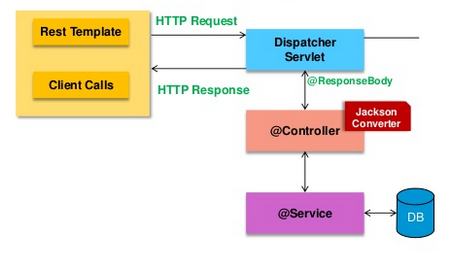 Rest Template
HTTP Request
Dispatcher
Servlet
Client Calls
HTTP Response
@ResponseBody
Jackson
Converter
@Controller
@Service
DB